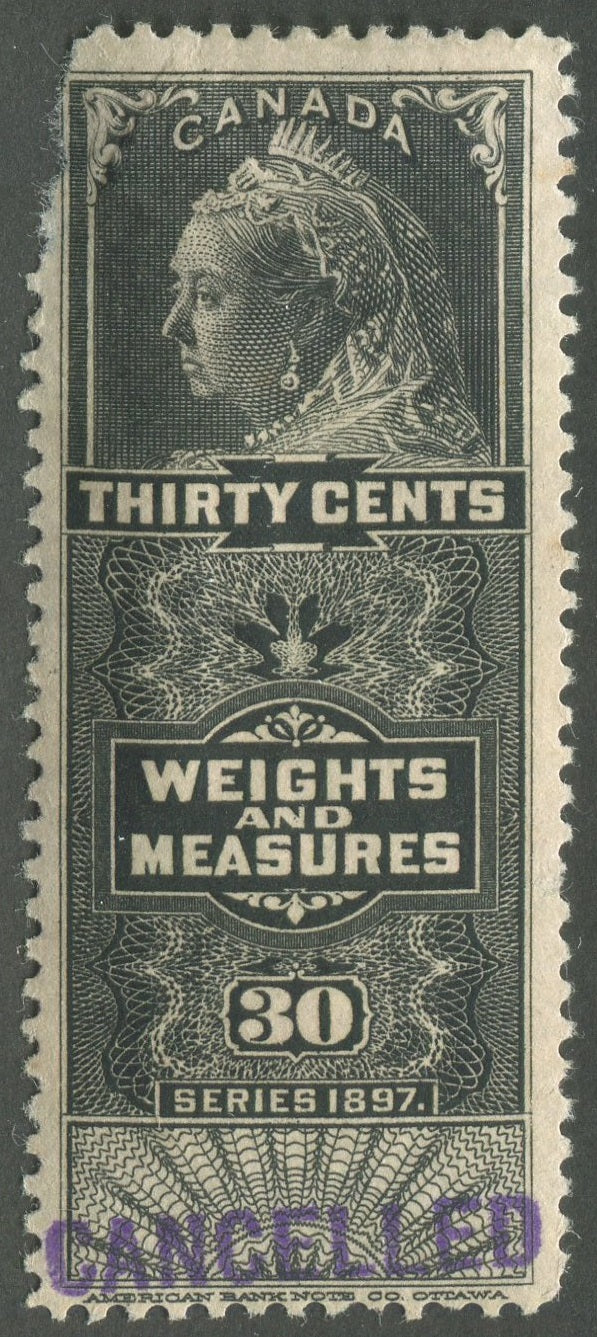 CANADA
THIRTY CENTS
WEIGHTS
AND
MEASURES
30
SERIES 1897.
CANCELLED
AMERICAN BANK NOTE CO. OTTAWA.